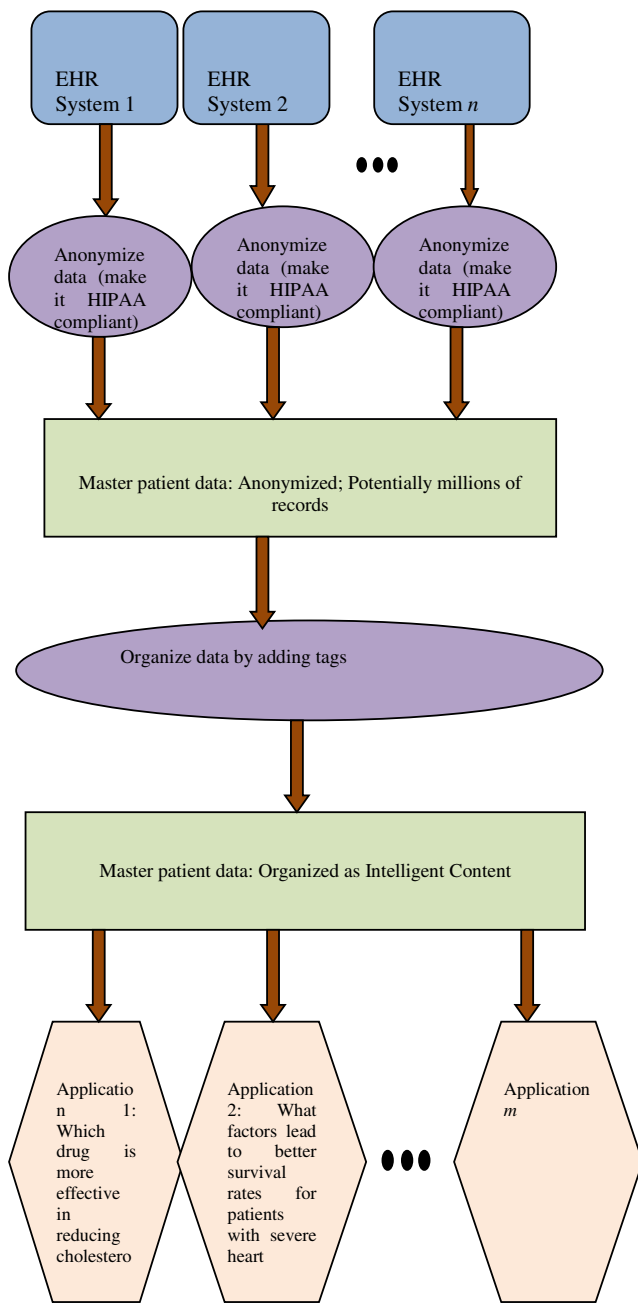 EHR
System 1
EHR
System 2
EHR
System n
Anonymize
data (make
it HIPAA
compliant)
Anonymize
data (make
it HIPAA
compliant)
Anonymize
data (make
it HIPAA
compliant)
Master patient data: Anonymized; Potentially millions of
records
Organize data by adding tags
Master patient data: Organized as Intelligent Content
Applicatio
n 1:
Which
drug is
more
effective
in
reducing
cholestero
Application
2: What
factors lead
to better
survival
rates for
patients
with severe
heart
Application
m